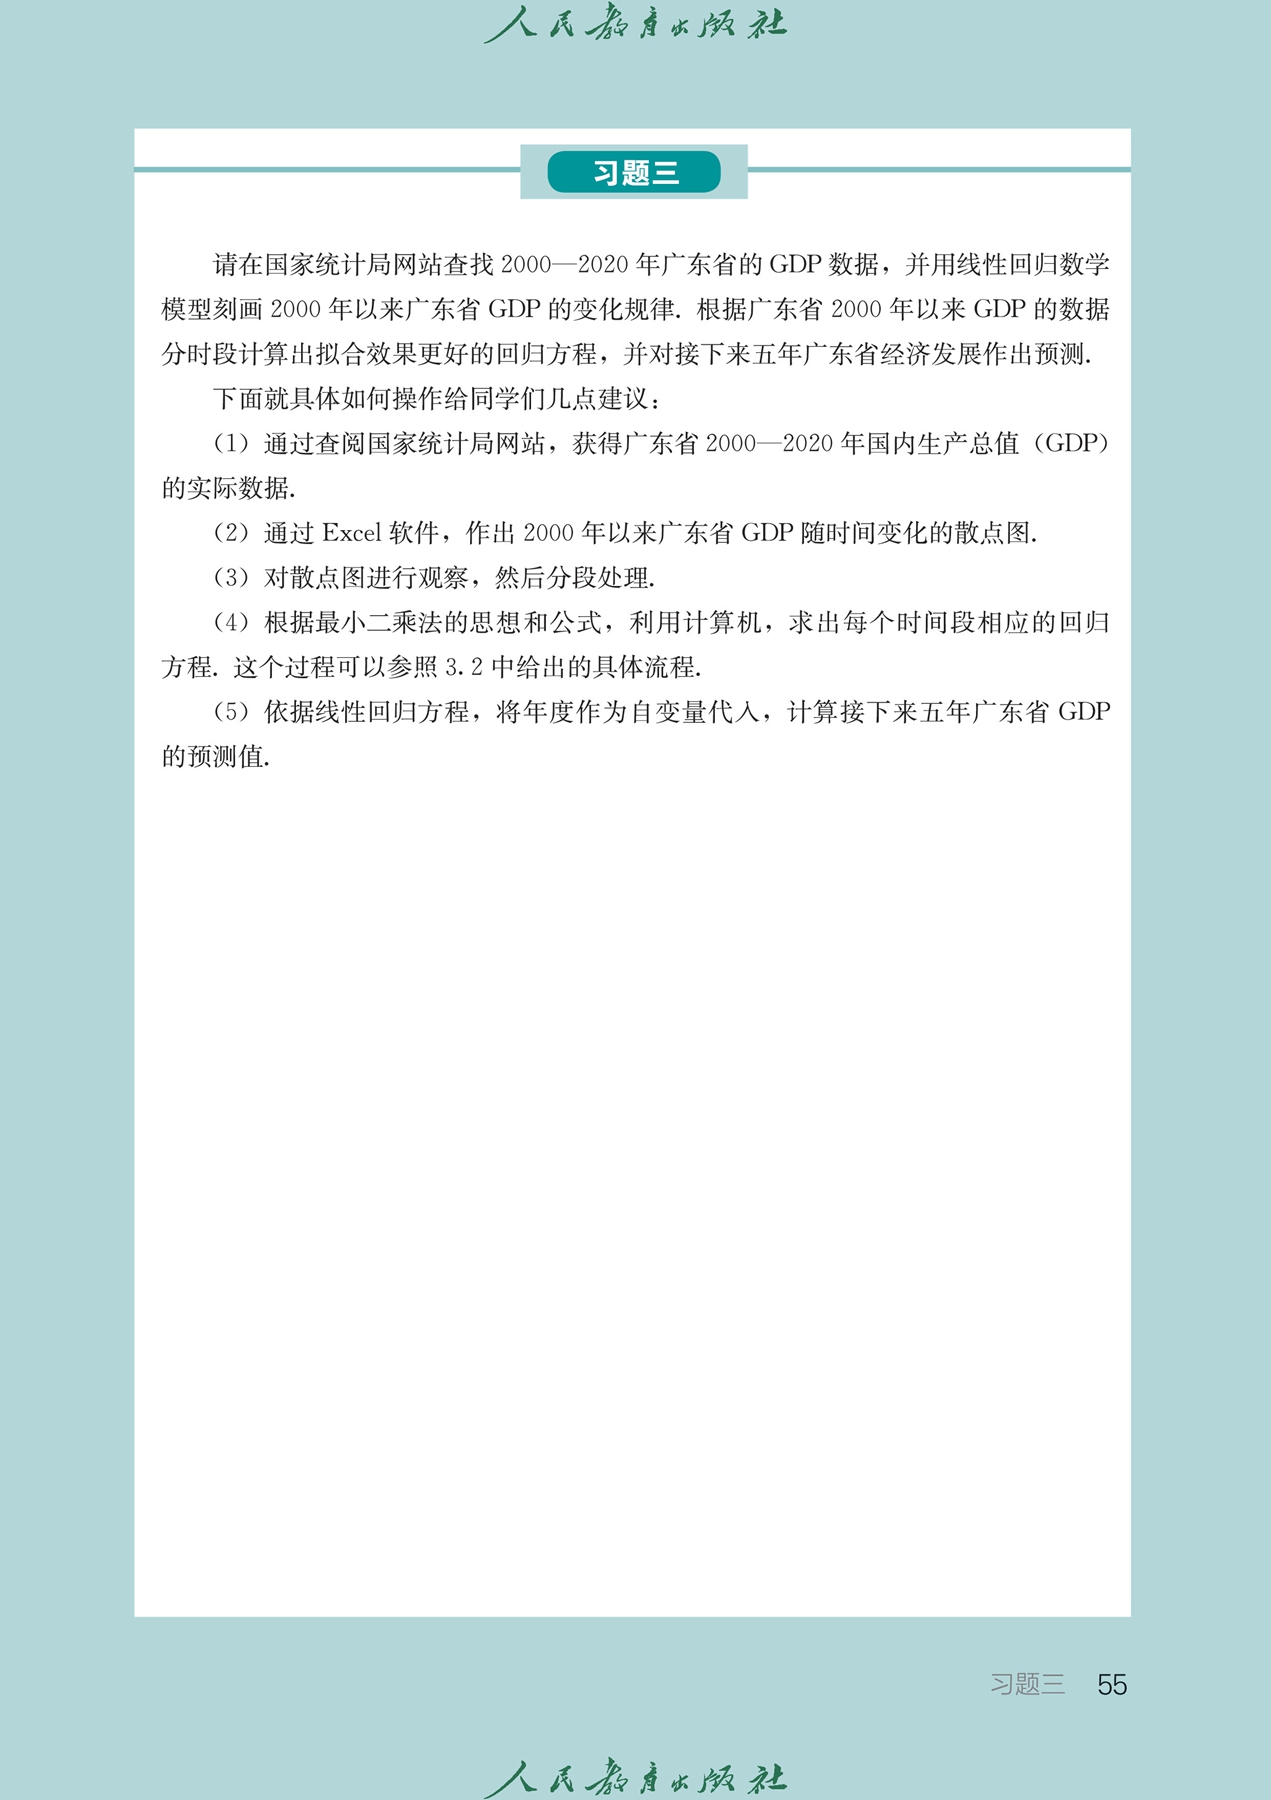 人民教育出版社
习题三
请在国家统计局网站查找 2000—2020 年广东省的 GDP 数据，并用线性回归数学
模型刻画 2000 年以来广东省 GDP 的变化规律. 根据广东省 2000 年以来 GDP 的数据
分时段计算出拟合效果更好的回归方程，并对接下来五年广东省经济发展作出预测.
下面就具体如何操作给同学们几点建议：
（1）通过查阅国家统计局网站，获得广东省 2000—2020 年国内生产总值（GDP）
的实际数据.
（2）通过 Excel 软件，作出 2000 年以来广东省 GDP 随时间变化的散点图.
（3）对散点图进行观察，然后分段处理.
（4）根据最小二乘法的思想和公式，利用计算机，求出每个时间段相应的回归
方程. 这个过程可以参照 3.2 中给出的具体流程.
（5）依据线性回归方程，将年度作为自变量代入，计算接下来五年广东省 GDP
的预测值.
习题三 55
人民教育出版社